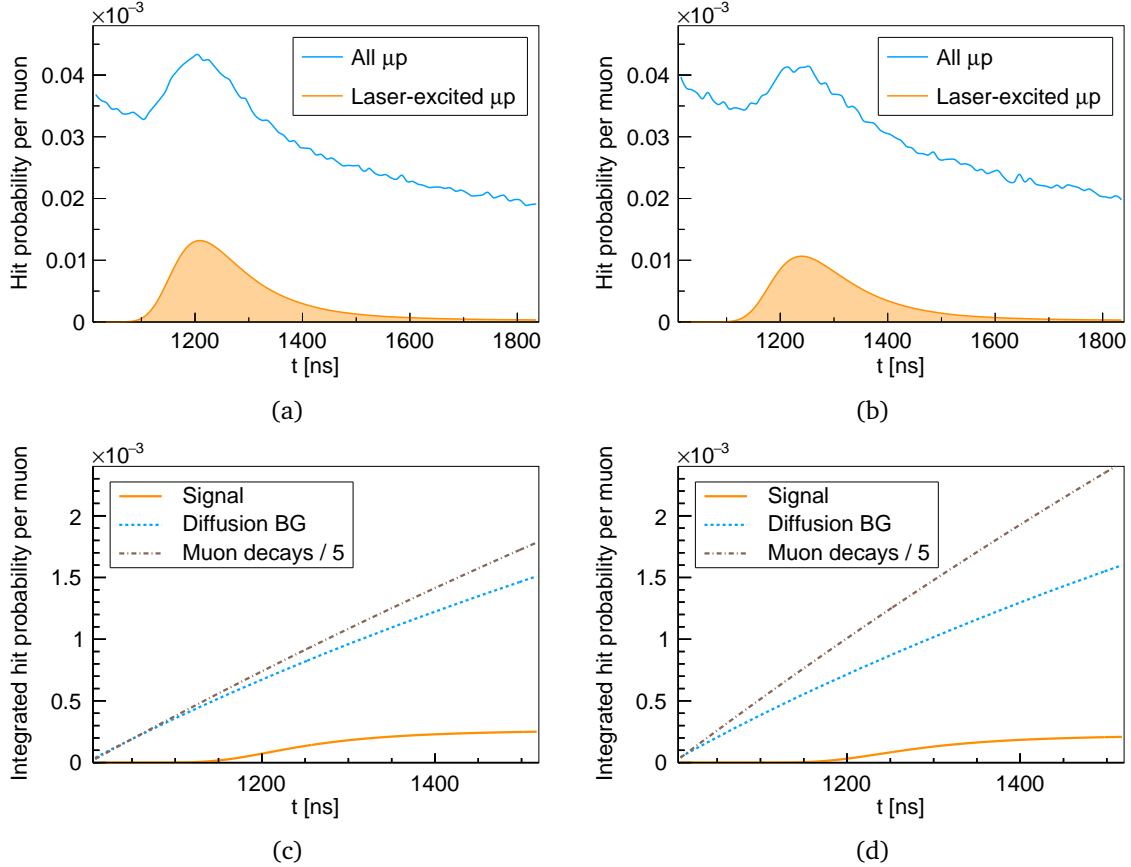 ×10⁻³
Hit probability per muon
0.04
0.03
0.02
0.01
0
All μp
Laser-excited μp
1200 1400 1600 1800
t [ns]
(a)
×10⁻³
Hit probability per muon
0.04
0.03
0.02
0.01
0
All μp
Laser-excited μp
1200 1400 1600 1800
t [ns]
(b)
×10⁻³
Integrated hit probability per muon
2
1.5
1
0.5
0
Signal
Diffusion BG
Muon decays / 5
1200 1400
t [ns]
(c)
×10⁻³
Integrated hit probability per muon
2
1.5
1
0.5
0
Signal
Diffusion BG
Muon decays / 5
1200 1400
t [ns]
(d)